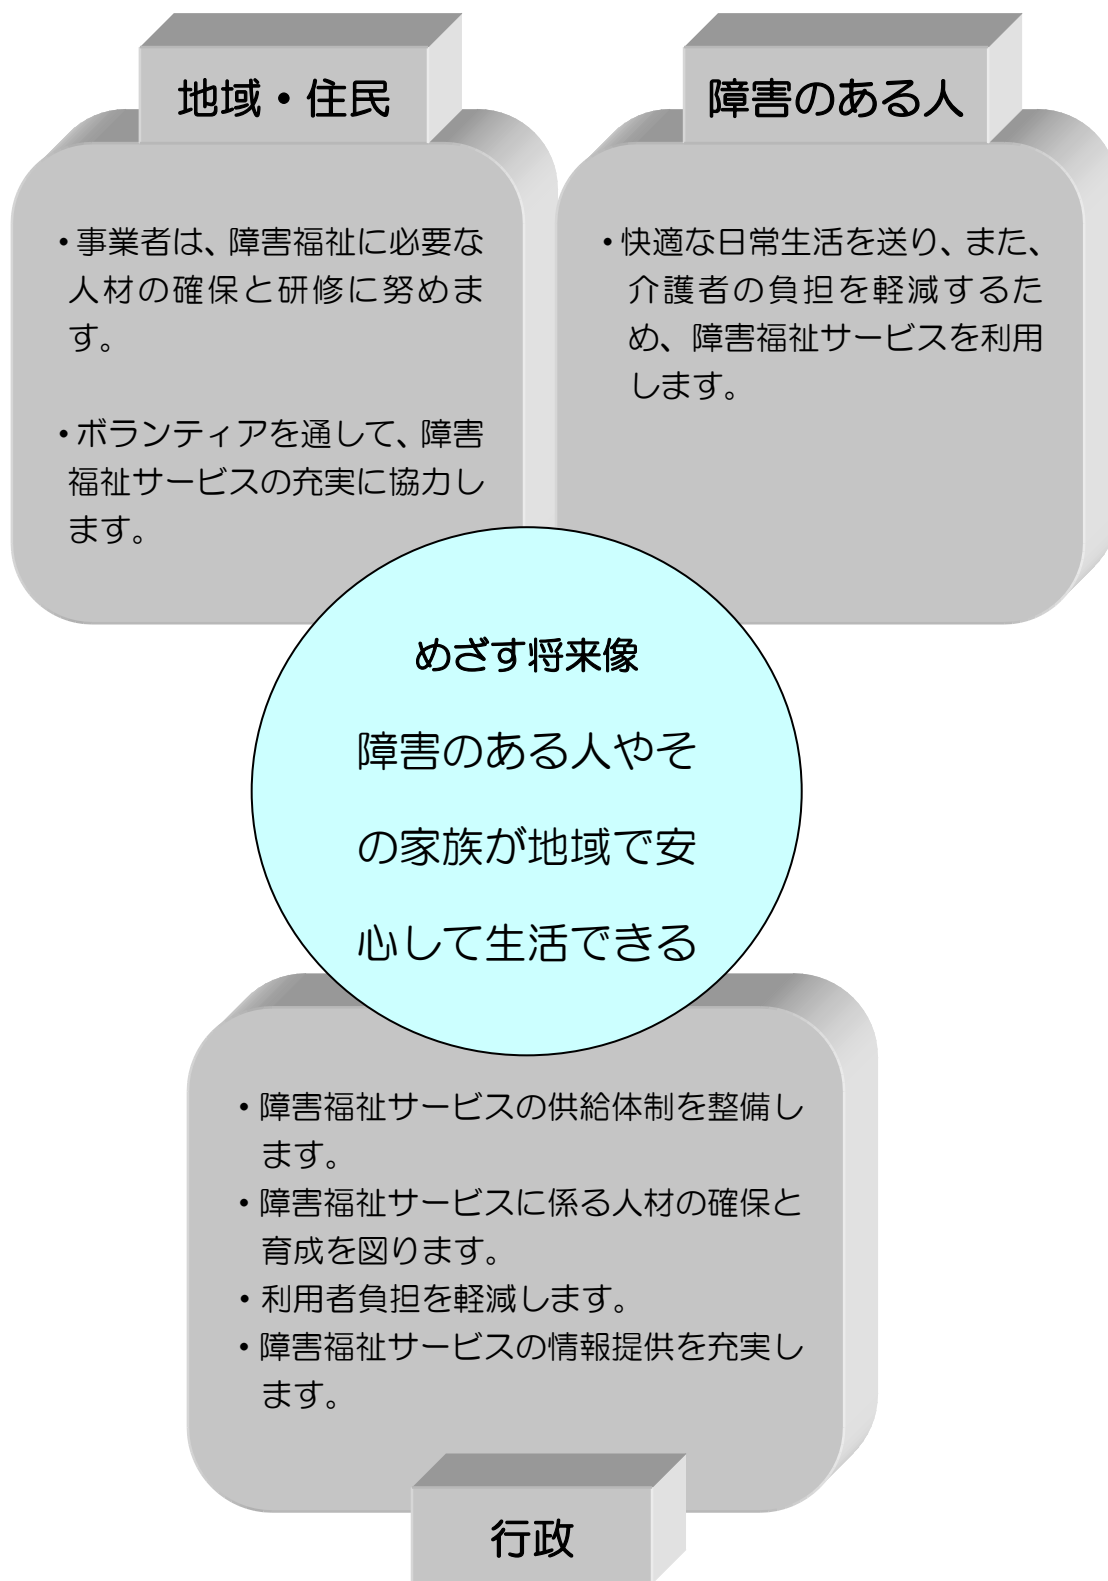 地域・住民
・事業者は、障害福祉に必要な
人材の確保と研修に努めま
す。
・ボランティアを通して、障害
福祉サービスの充実に協力し
ます。
障害のある人
・快適な日常生活を送り、また、
介護者の負担を軽減するた
め、障害福祉サービスを利用
します。
めざす将来像
障害のある人やそ
の家族が地域で安
心して生活できる
・障害福祉サービスの供給体制を整備し
ます。
・障害福祉サービスに係る人材の確保と
育成を図ります。
・利用者負担を軽減します。
・障害福祉サービスの情報提供を充実し
ます。
行政